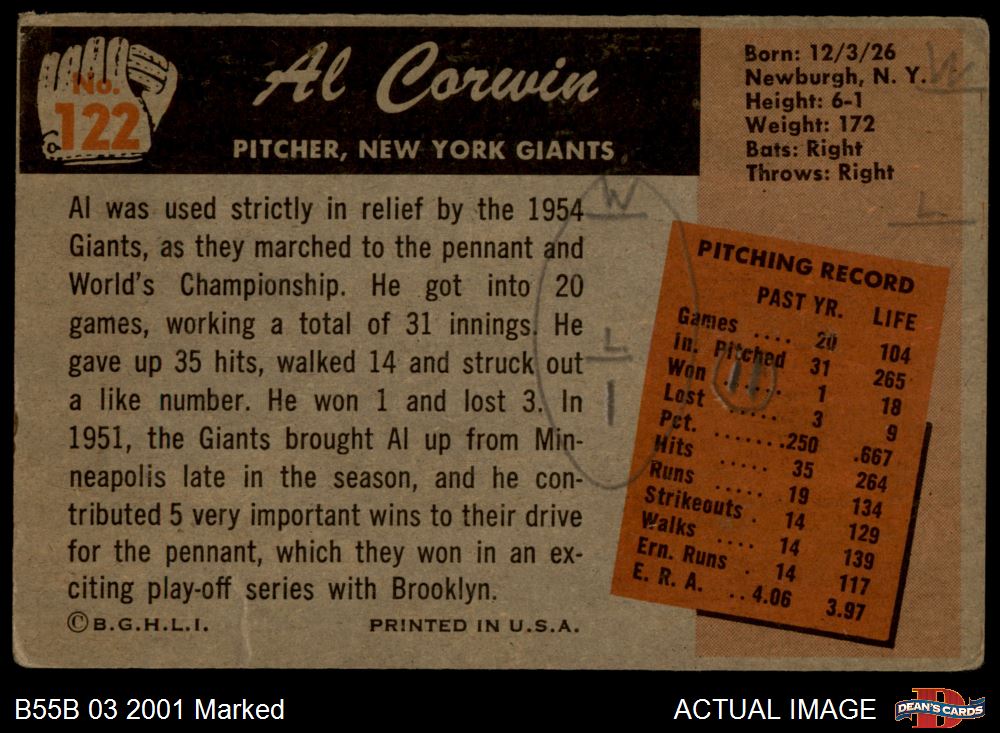 No.
122
Al Corwin
PITCHER, NEW YORK GIANTS
Born: 12/3/26
Newburgh, N. Y.
Height: 6-1
Weight: 172
Bats: Right
Throws: Right
W
L
Al was used strictly in relief by the 1954
Giants, as they marched to the pennant and
World's Championship. He got into 20
games, working a total of 31 innings. He
gave up 35 hits, walked 14 and struck out
a like number. He won 1 and lost 3. In
1951, the Giants brought Al up from Min-
neapolis late in the season, and he con-
tributed 5 very important wins to their drive
for the pennant, which they won in an ex-
citing play-off series with Brooklyn.
W
L
1
11
PITCHING RECORD
PAST YR. LIFE
Games .... 20 104
In. Pitched 31 265
Won ...... 1 18
Lost ..... 3 9
Pct. ....... .250 .667
Hits ..... 35 264
Runs ..... 19 134
Strikeouts . 14 129
Walks .... 14 139
Ern. Runs . 14 117
E. R. A. .. 4.06 3.97
©B.G.H.L.I. PRINTED IN U.S.A.
B55B 03 2001 Marked
ACTUAL IMAGE
D
DEAN'S CARDS